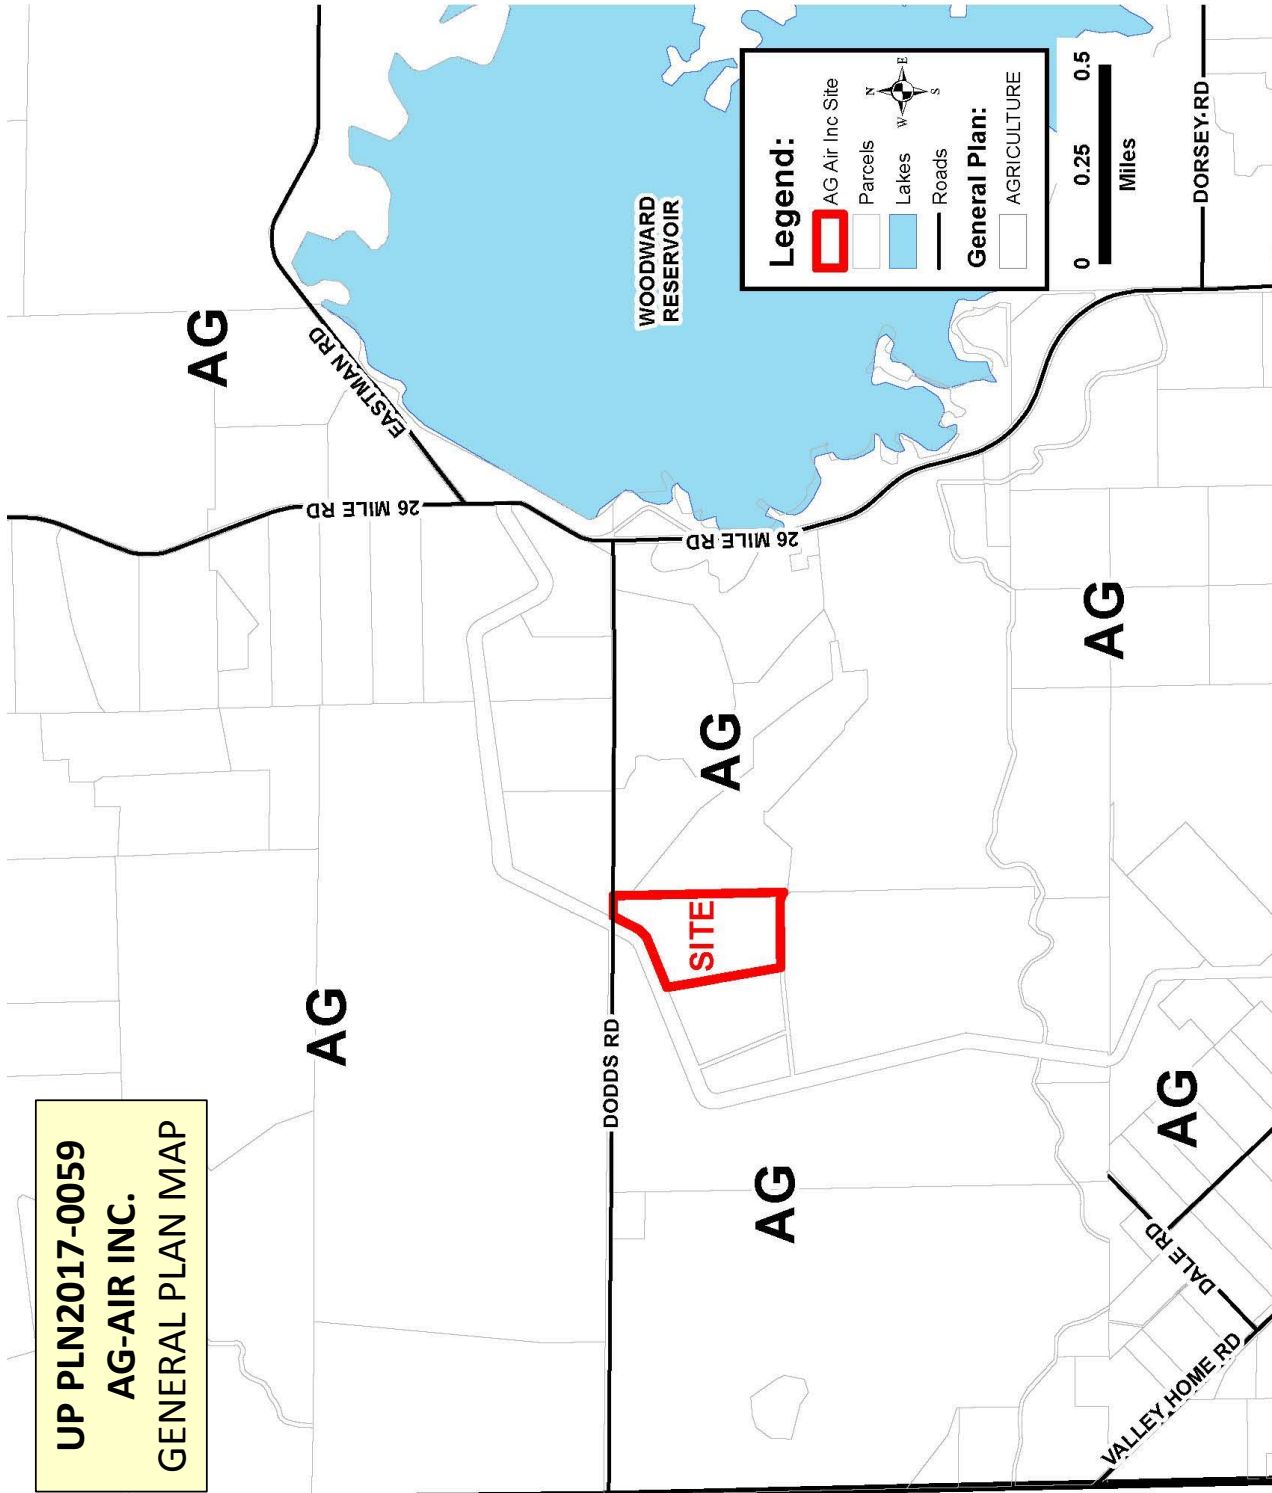 UP PLN2017-0059
AG-AIR INC.
GENERAL PLAN MAP
AG
AG
EASTMAN RD
26 MILE RD
WOODWARD
RESERVOIR
DODDS RD
SITE
AG
26 MILE RD
AG
AG
AG
DALE RD
VALLEY HOME RD
DORSEY RD
Legend:
AG Air Inc Site
Parcels
Lakes
Roads
N
W
E
S
General Plan:
AGRICULTURE
0 0.25 0.5
Miles